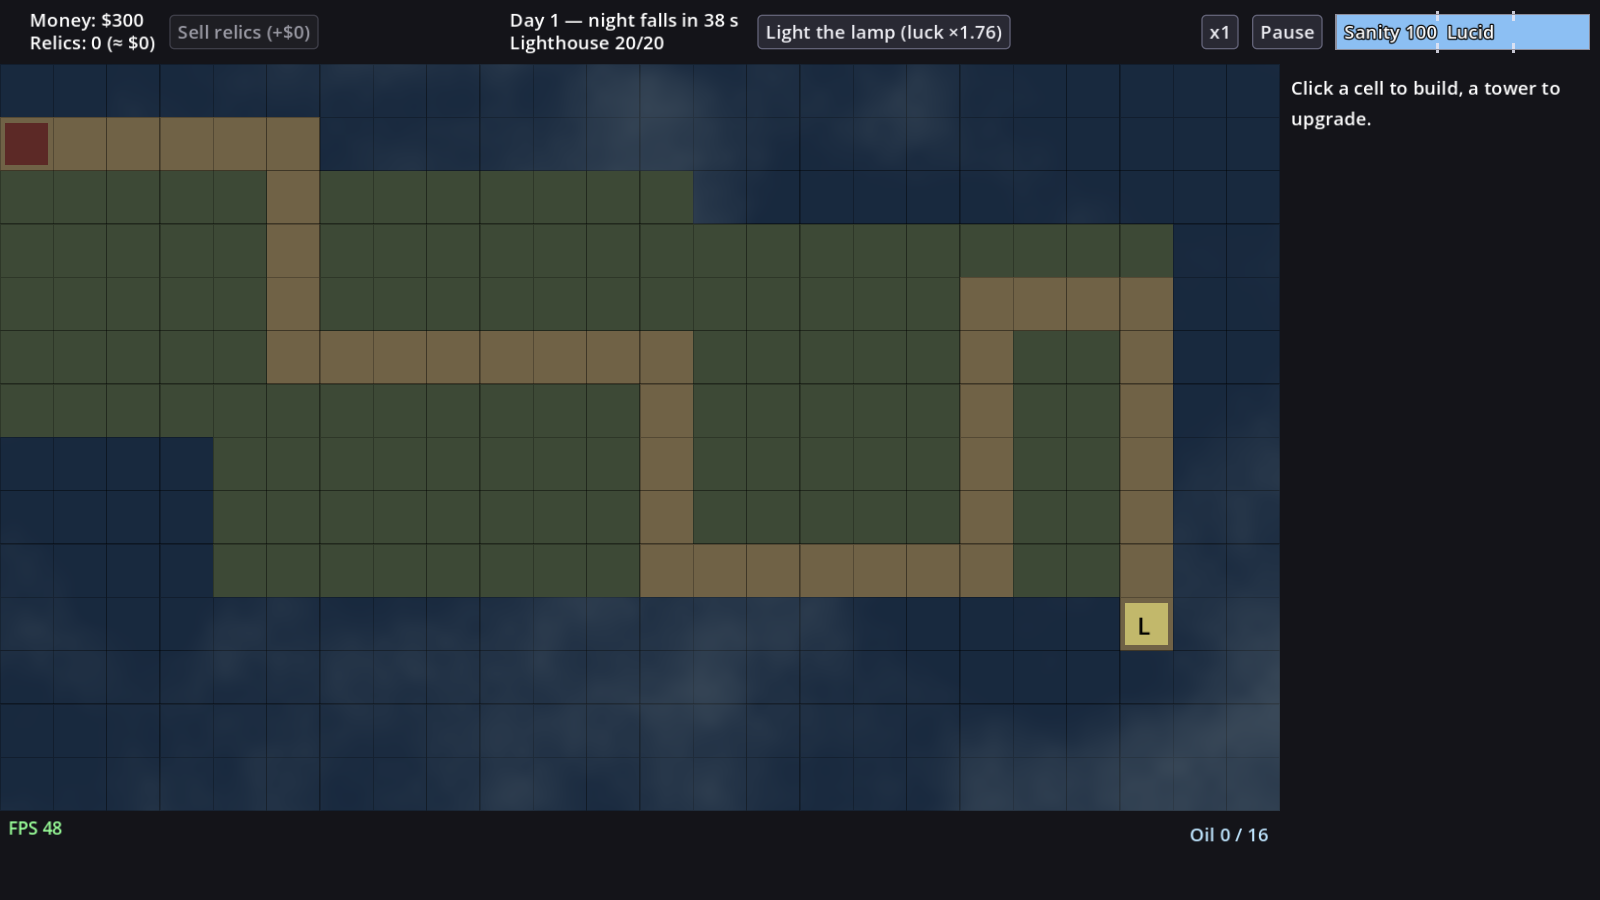 Money: $300
Relics: 0 (≈ $0)
Sell relics (+$0)
Day 1 — night falls in 38 s
Lighthouse 20/20
Light the lamp (luck ×1.76)
x1
Pause
Sanity 100 Lucid
Click a cell to build, a tower to
upgrade.
L
FPS 48
Oil 0 / 16